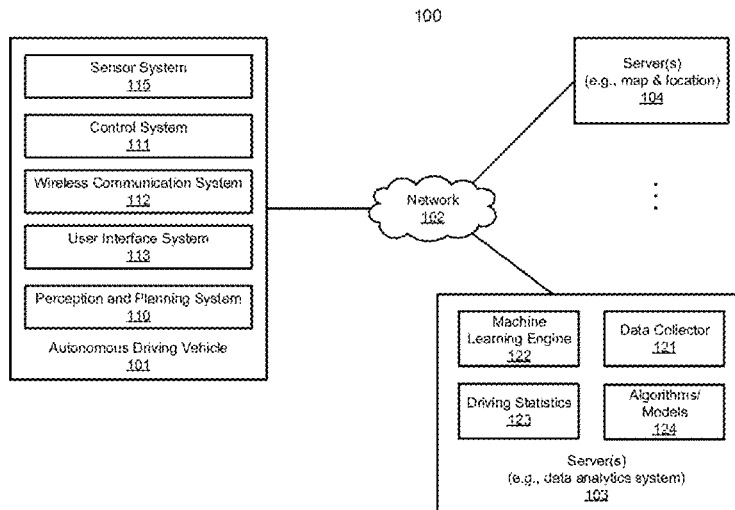 100
Sensor System
115
Control System
111
Wireless Communication System
112
User Interface System
113
Perception and Planning System
110
Autonomous Driving Vehicle
101
Network
102
Server(s)
(e.g., map & location)
104
Machine
Learning Engine
122
Data Collector
121
Driving Statistics
123
Algorithms/
Models
124
Server(s)
(e.g., data analytics system)
103